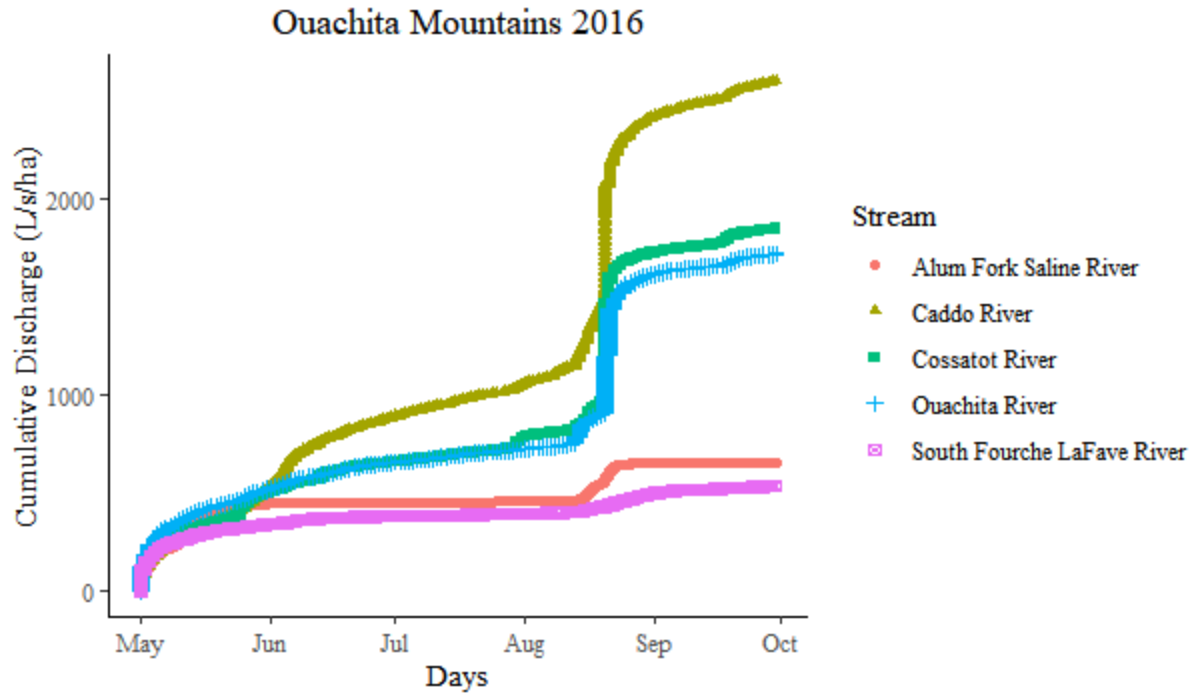 Ouachita Mountains 2016
Cumulative Discharge (L/s/ha)
2000
1000
0
May Jun Jul Aug Sep Oct
Days
Stream
Alum Fork Saline River
Caddo River
Cossatot River
Ouachita River
South Fourche LaFave River